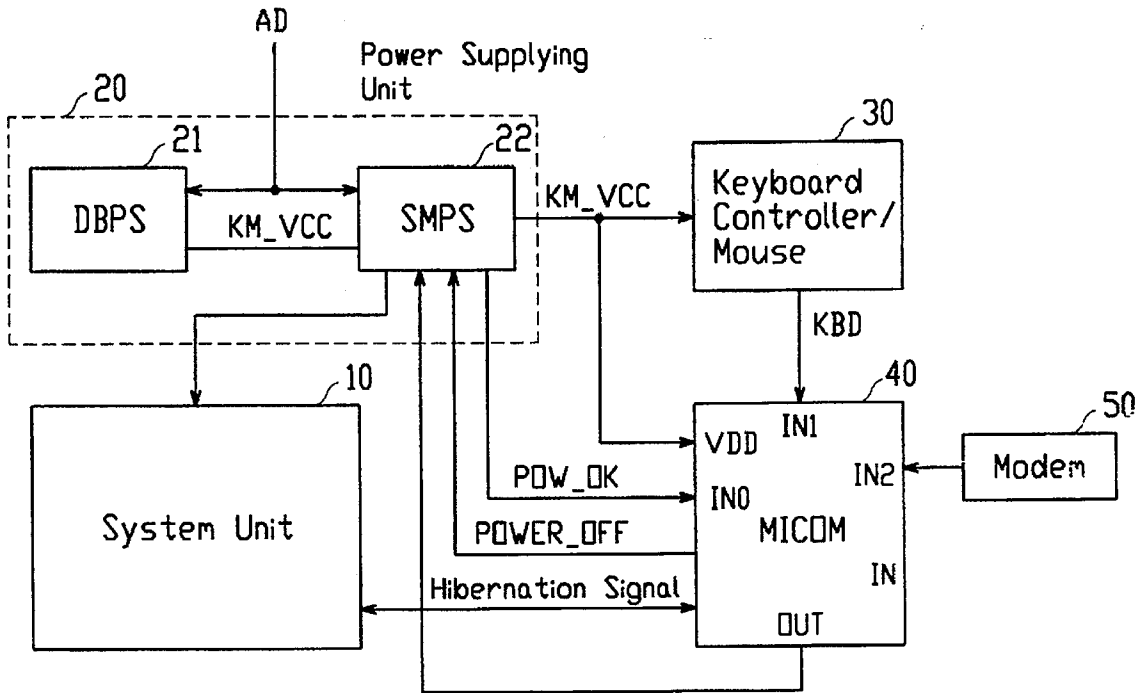 AD
Power Supplying
Unit
20
21
22
30
DBPS
KM_VCC
SMPS
KM_VCC
Keyboard
Controller/
Mouse
KBD
10
40
50
System Unit
VDD
IN1
IN2
Modem
POW_OK
IN0
MICOM
POWER_OFF
IN
Hibernation Signal
OUT